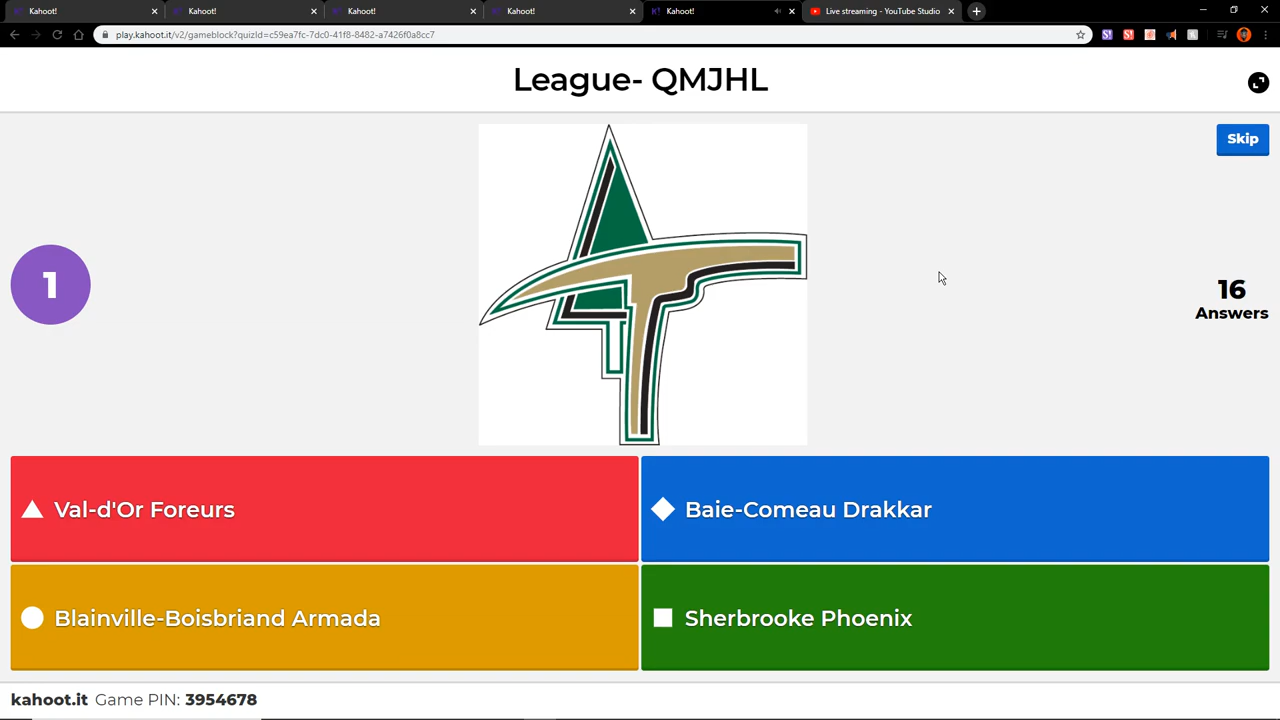 Kahoot!
Kahoot!
Kahoot!
Kahoot!
Kahoot!
Live streaming - YouTube Studio
play.kahoot.it/v2/gameblock?quizId=c59ea7fc-7dc0-41f8-8482-a7426f0a8cc7
League- QMJHL
Skip
1
16
Answers
Val-d'Or Foreurs
Baie-Comeau Drakkar
Blainville-Boisbriand Armada
Sherbrooke Phoenix
kahoot.it Game PIN: 3954678